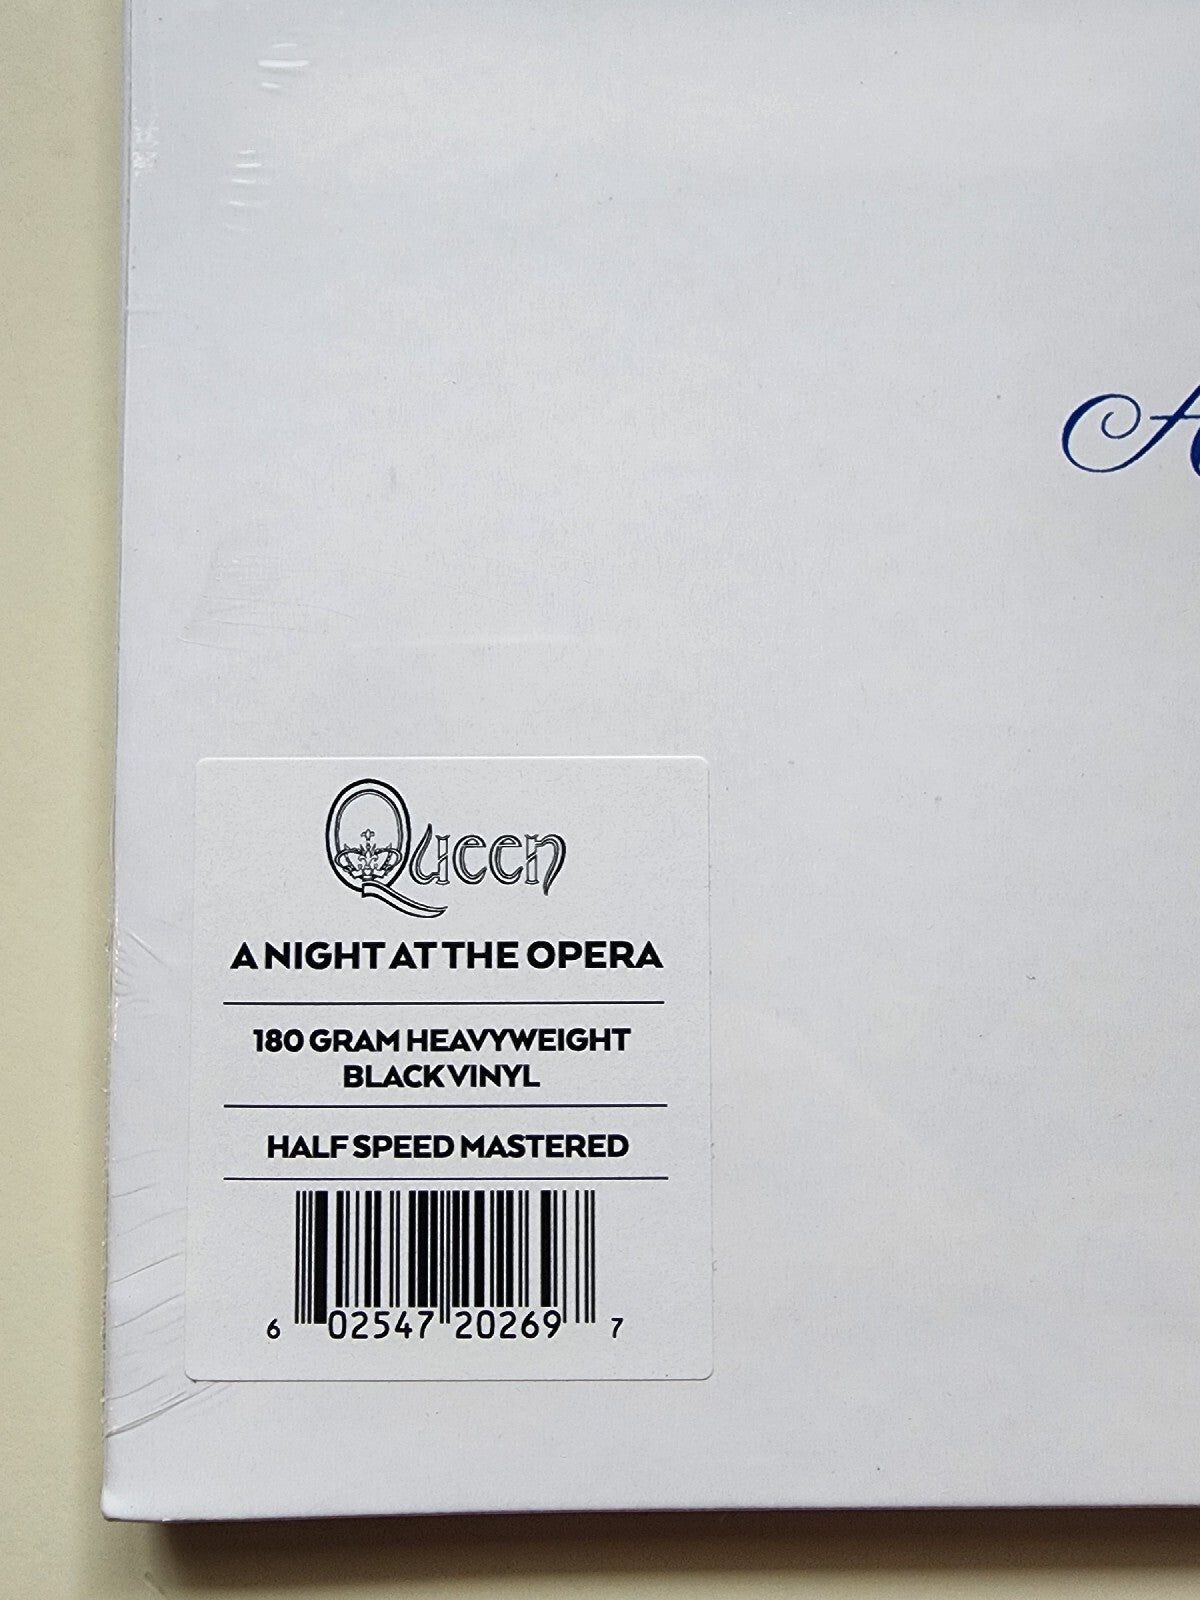 A
Queen
A NIGHT AT THE OPERA
180 GRAM HEAVYWEIGHT
BLACK VINYL
HALF SPEED MASTERED
6 02547 20269 7